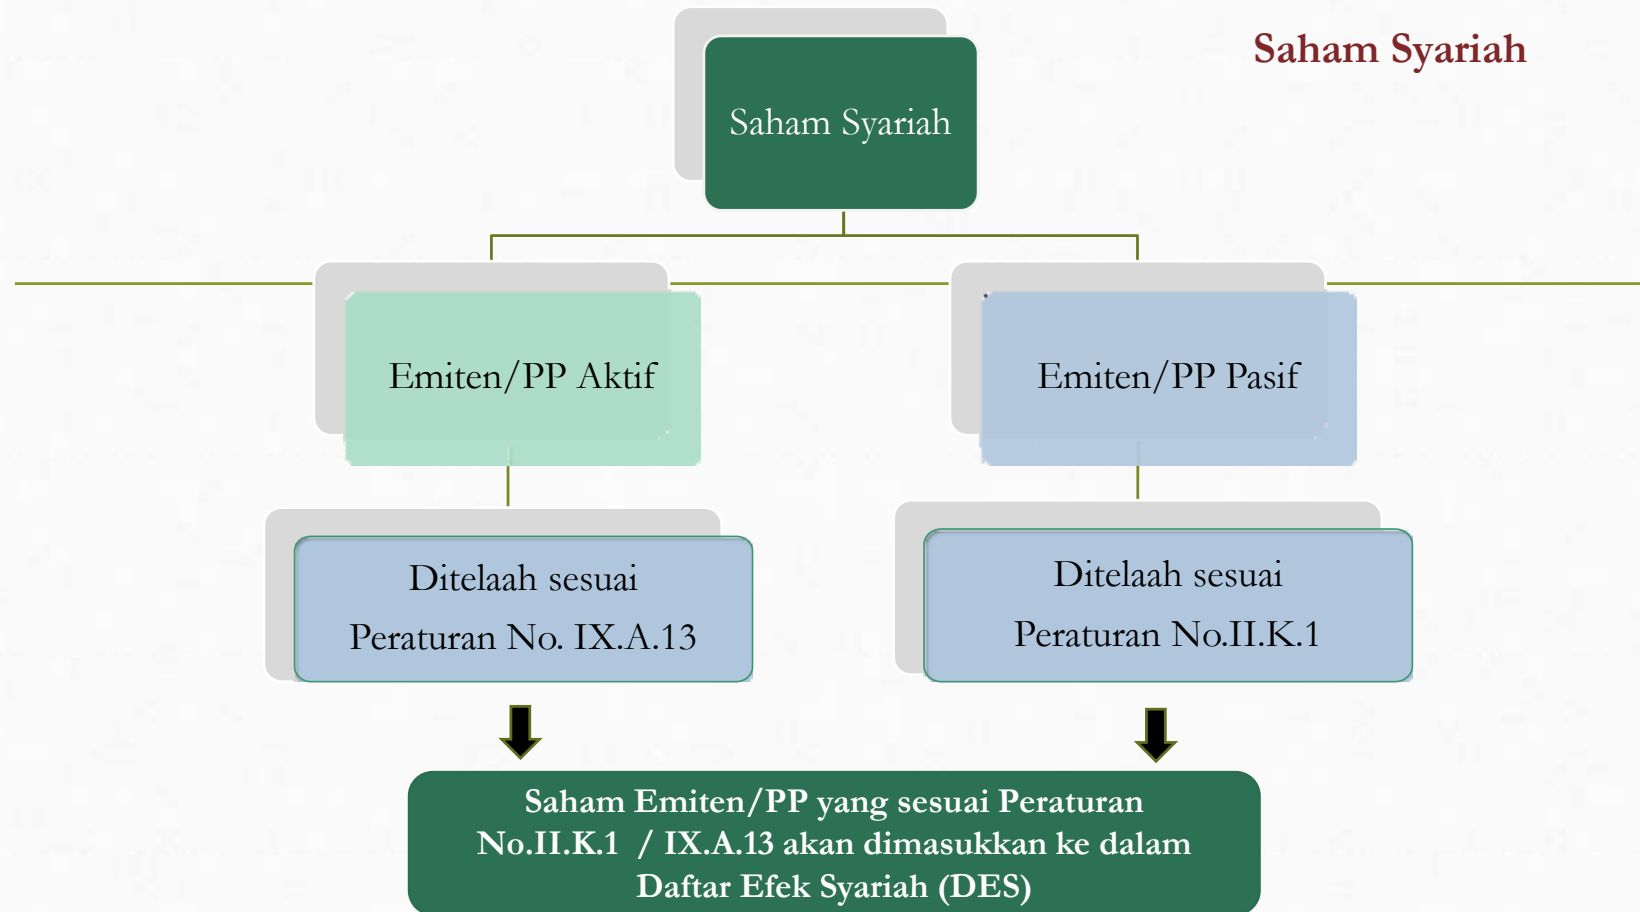 Saham Syariah
Saham Syariah
Emiten/PP Aktif
Emiten/PP Pasif
Ditelaah sesuai
Peraturan No. IX.A.13
Ditelaah sesuai
Peraturan No.II.K.1
Saham Emiten/PP yang sesuai Peraturan
No.II.K.1 / IX.A.13 akan dimasukkan ke dalam
Daftar Efek Syariah (DES)